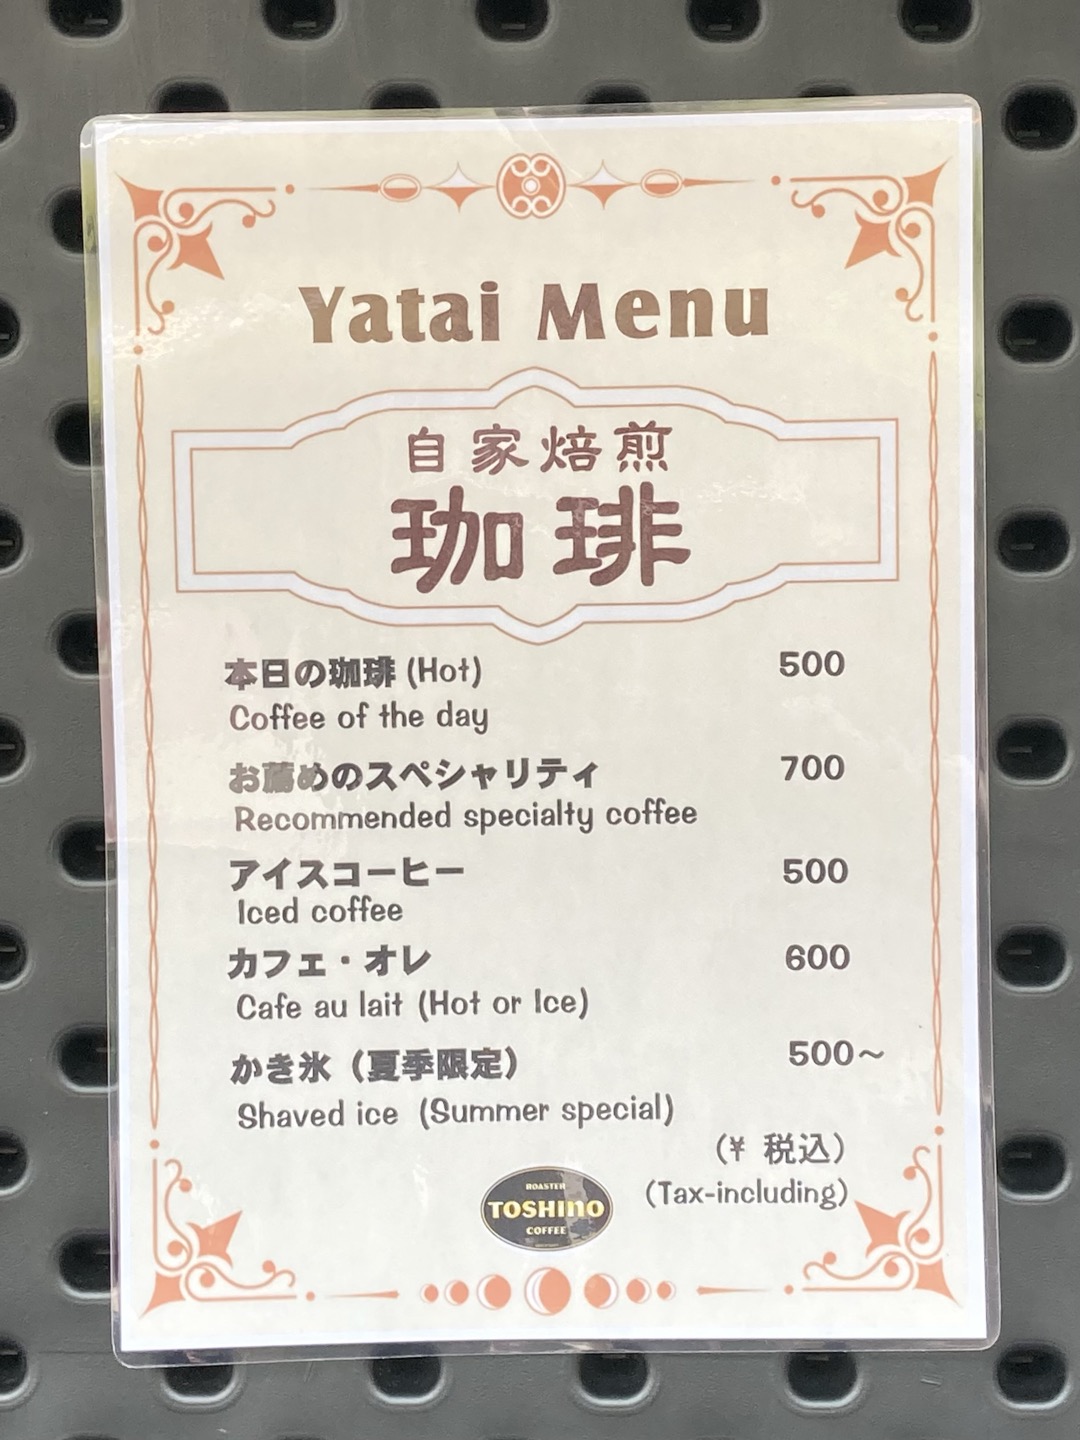 Yatai Menu
自家焙煎
珈琲
本日の珈琲 (Hot) 500
Coffee of the day
お薦めのスペシャリティ 700
Recommended specialty coffee
アイスコーヒー 500
Iced coffee
カフェ・オレ 600
Cafe au lait (Hot or Ice)
かき氷（夏季限定） 500～
Shaved ice (Summer special)
(¥ 税込)
(Tax-including)
ROASTER
TOSHINO
COFFEE